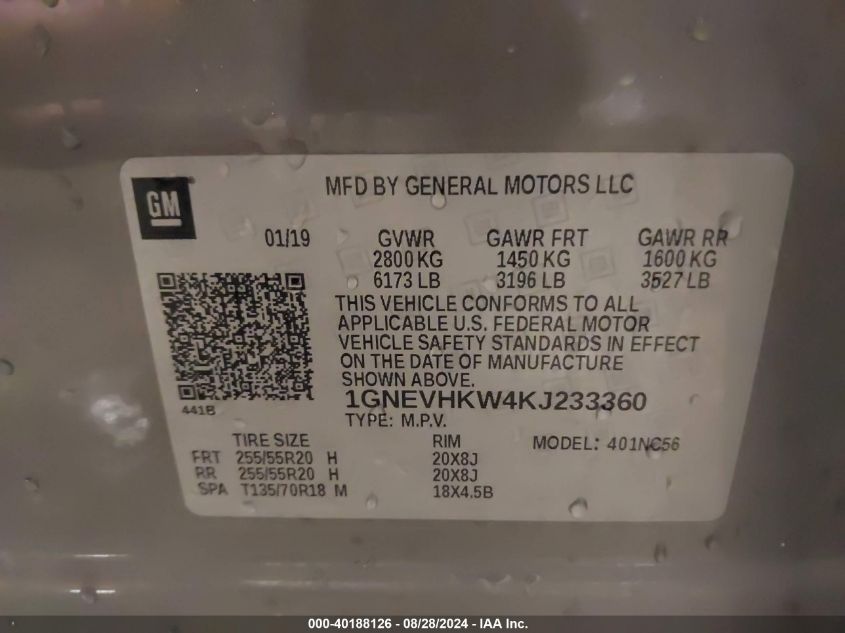 GM
MFD BY GENERAL MOTORS LLC
01/19 GVWR GAWR FRT GAWR RR
2800 KG 1450 KG 1600 KG
6173 LB 3196 LB 3527 LB
THIS VEHICLE CONFORMS TO ALL
APPLICABLE U.S. FEDERAL MOTOR
VEHICLE SAFETY STANDARDS IN EFFECT
ON THE DATE OF MANUFACTURE
SHOWN ABOVE.
441B
1GNEVHKW4KJ233360
TYPE: M.P.V.
TIRE SIZE RIM MODEL: 401NC56
FRT 255/55R20 H 20X8J
RR 255/55R20 H 20X8J
SPA T135/70R18 M 18X4.5B
000-40188126 - 08/28/2024 - IAA Inc.